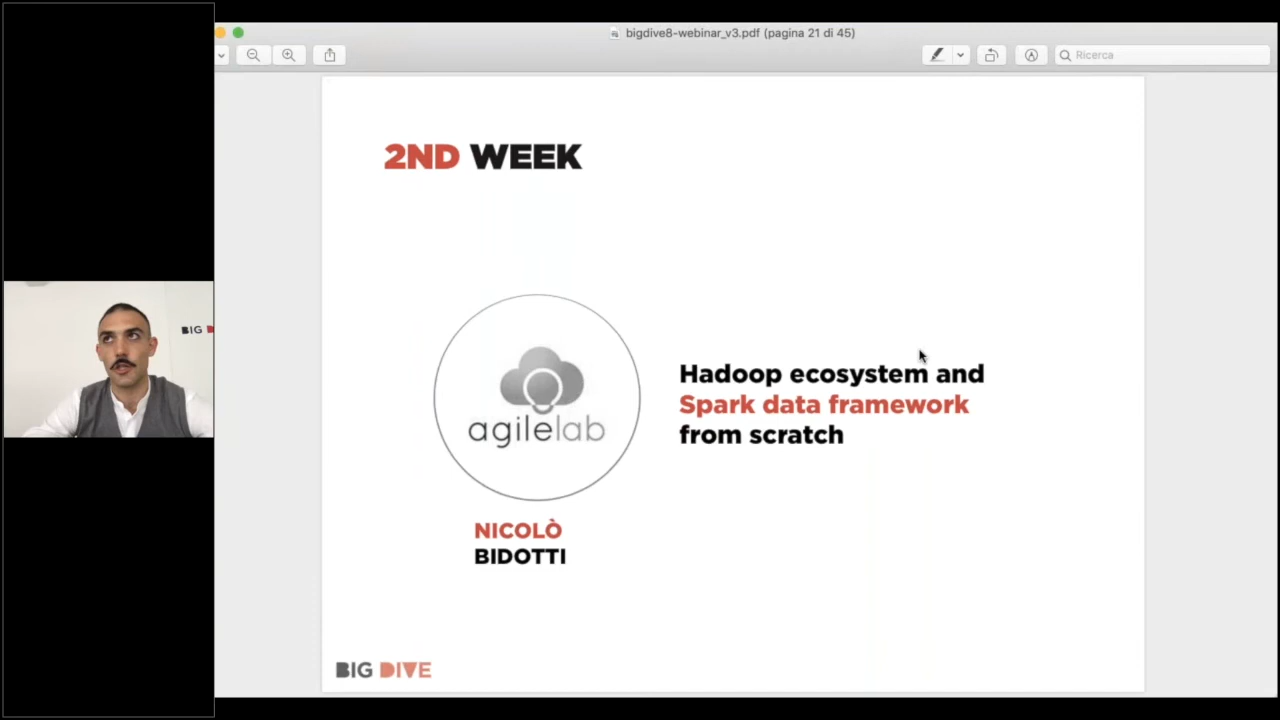 bigdive8-webinar_v3.pdf (pagina 21 di 45)
Ricerca
2ND WEEK
BIG D
agilelab
Hadoop ecosystem and
Spark data framework
from scratch
NICOLÒ
BIDOTTI
BIG DIVE